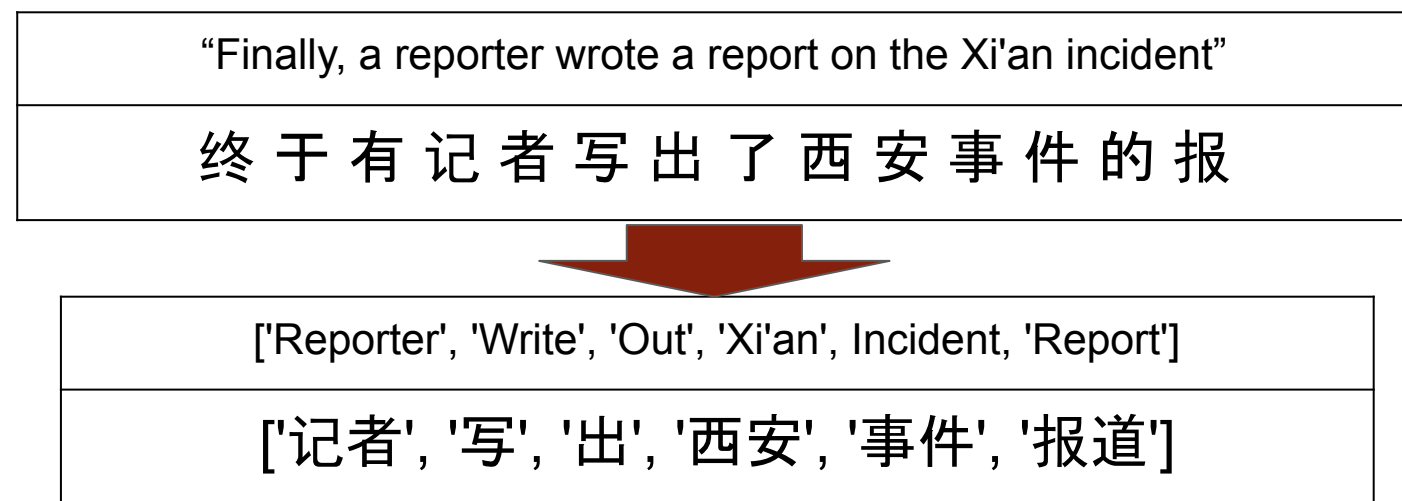 “Finally, a reporter wrote a report on the Xi'an incident”
终 于 有 记 者 写 出 了 西 安 事 件 的 报
['Reporter', 'Write', 'Out', 'Xi'an', Incident, 'Report']
['记者', '写', '出', '西安', '事件', '报道']